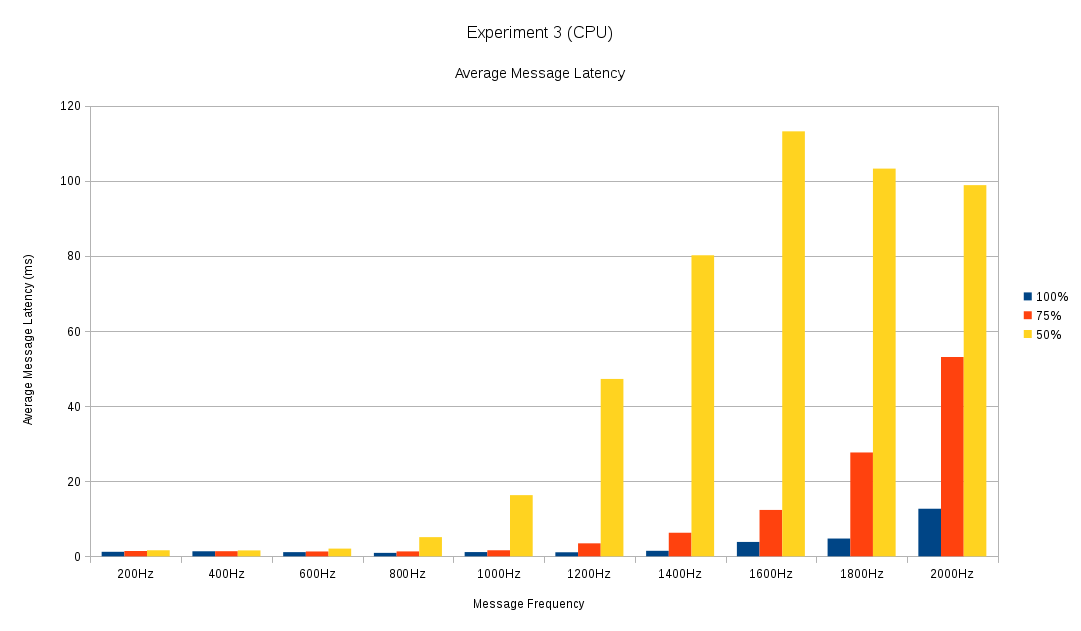 Experiment 3 (CPU)
Average Message Latency
120
100
80
60
40
20
0
Average Message Latency (ms)
200Hz 400Hz 600Hz 800Hz 1000Hz 1200Hz 1400Hz 1600Hz 1800Hz 2000Hz
Message Frequency
100%
75%
50%